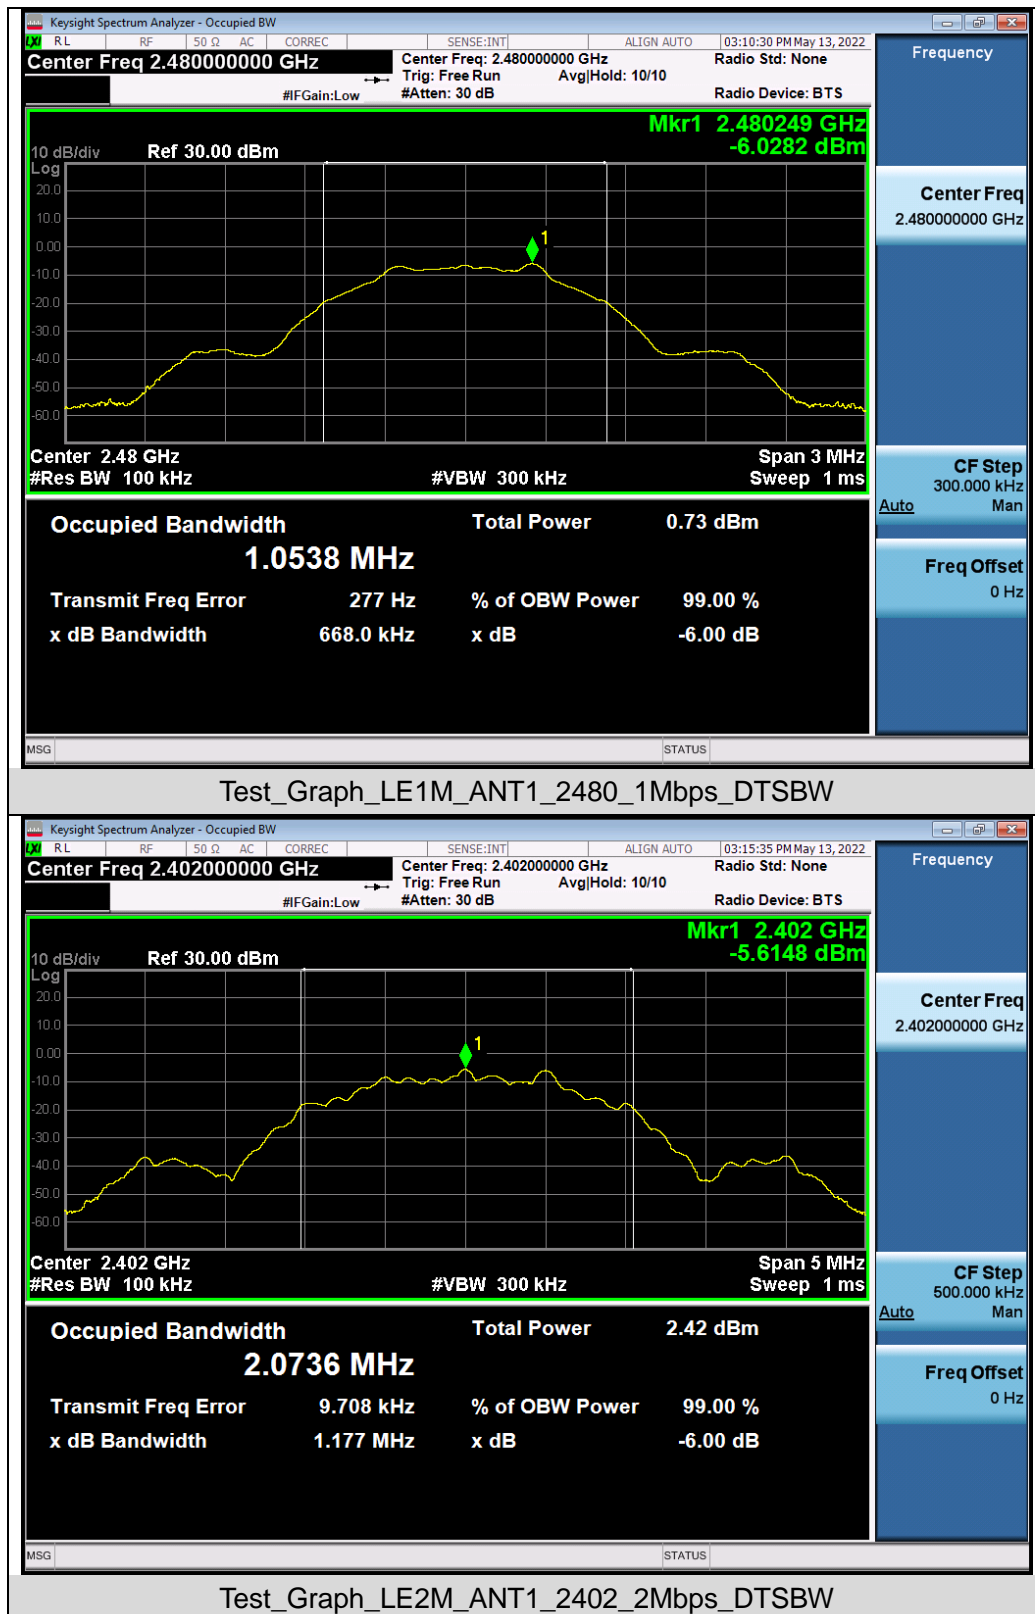 Keysight Spectrum Analyzer - Occupied BW
LXI RL RF 50 Ω AC CORREC SENSE:INT ALIGN AUTO 03:10:30 PM May 13, 2022
Center Freq 2.480000000 GHz
Center Freq: 2.480000000 GHz Radio Std: None
Trig: Free Run Avg|Hold: 10/10
#IFGain:Low #Atten: 30 dB Radio Device: BTS
Mkr1 2.480249 GHz
-6.0282 dBm
10 dB/div Ref 30.00 dBm
Log
20.0
10.0
0.00
-10.0
-20.0
-30.0
-40.0
-50.0
-60.0
1
Center 2.48 GHz Span 3 MHz
#Res BW 100 kHz #VBW 300 kHz Sweep 1 ms
Occupied Bandwidth Total Power 0.73 dBm
1.0538 MHz
Transmit Freq Error 277 Hz % of OBW Power 99.00 %
x dB Bandwidth 668.0 kHz x dB -6.00 dB
MSG STATUS
Frequency
Center Freq
2.480000000 GHz
CF Step
300.000 kHz
Auto Man
Freq Offset
0 Hz
Test_Graph_LE1M_ANT1_2480_1Mbps_DTSBW
Keysight Spectrum Analyzer - Occupied BW
LXI RL RF 50 Ω AC CORREC SENSE:INT ALIGN AUTO 03:15:35 PM May 13, 2022
Center Freq 2.402000000 GHz
Center Freq: 2.402000000 GHz Radio Std: None
Trig: Free Run Avg|Hold: 10/10
#IFGain:Low #Atten: 30 dB Radio Device: BTS
Mkr1 2.402 GHz
-5.6148 dBm
10 dB/div Ref 30.00 dBm
Log
20.0
10.0
0.00
-10.0
-20.0
-30.0
-40.0
-50.0
-60.0
1
Center 2.402 GHz Span 5 MHz
#Res BW 100 kHz #VBW 300 kHz Sweep 1 ms
Occupied Bandwidth Total Power 2.42 dBm
2.0736 MHz
Transmit Freq Error 9.708 kHz % of OBW Power 99.00 %
x dB Bandwidth 1.177 MHz x dB -6.00 dB
MSG STATUS
Frequency
Center Freq
2.402000000 GHz
CF Step
500.000 kHz
Auto Man
Freq Offset
0 Hz
Test_Graph_LE2M_ANT1_2402_2Mbps_DTSBW